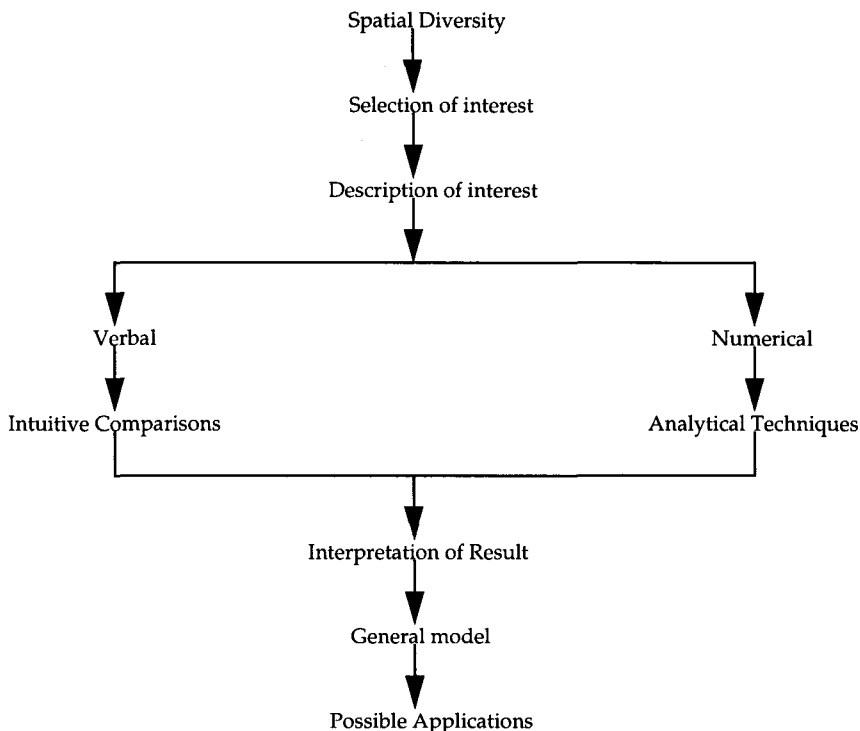 Spatial Diversity
Selection of interest
Description of interest
Verbal
Numerical
Intuitive Comparisons
Analytical Techniques
Interpretation of Result
General model
Possible Applications